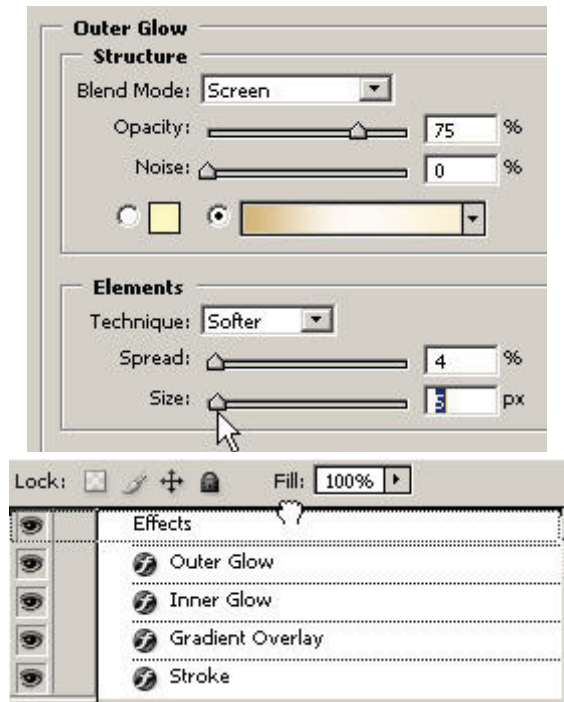 Outer Glow
Structure
Blend Mode: Screen
Opacity: 75 %
Noise: 0 %
Elements
Technique: Softer
Spread: 4 %
Size: 5 px
Lock: Fill: 100%
Effects
Outer Glow
Inner Glow
Gradient Overlay
Stroke